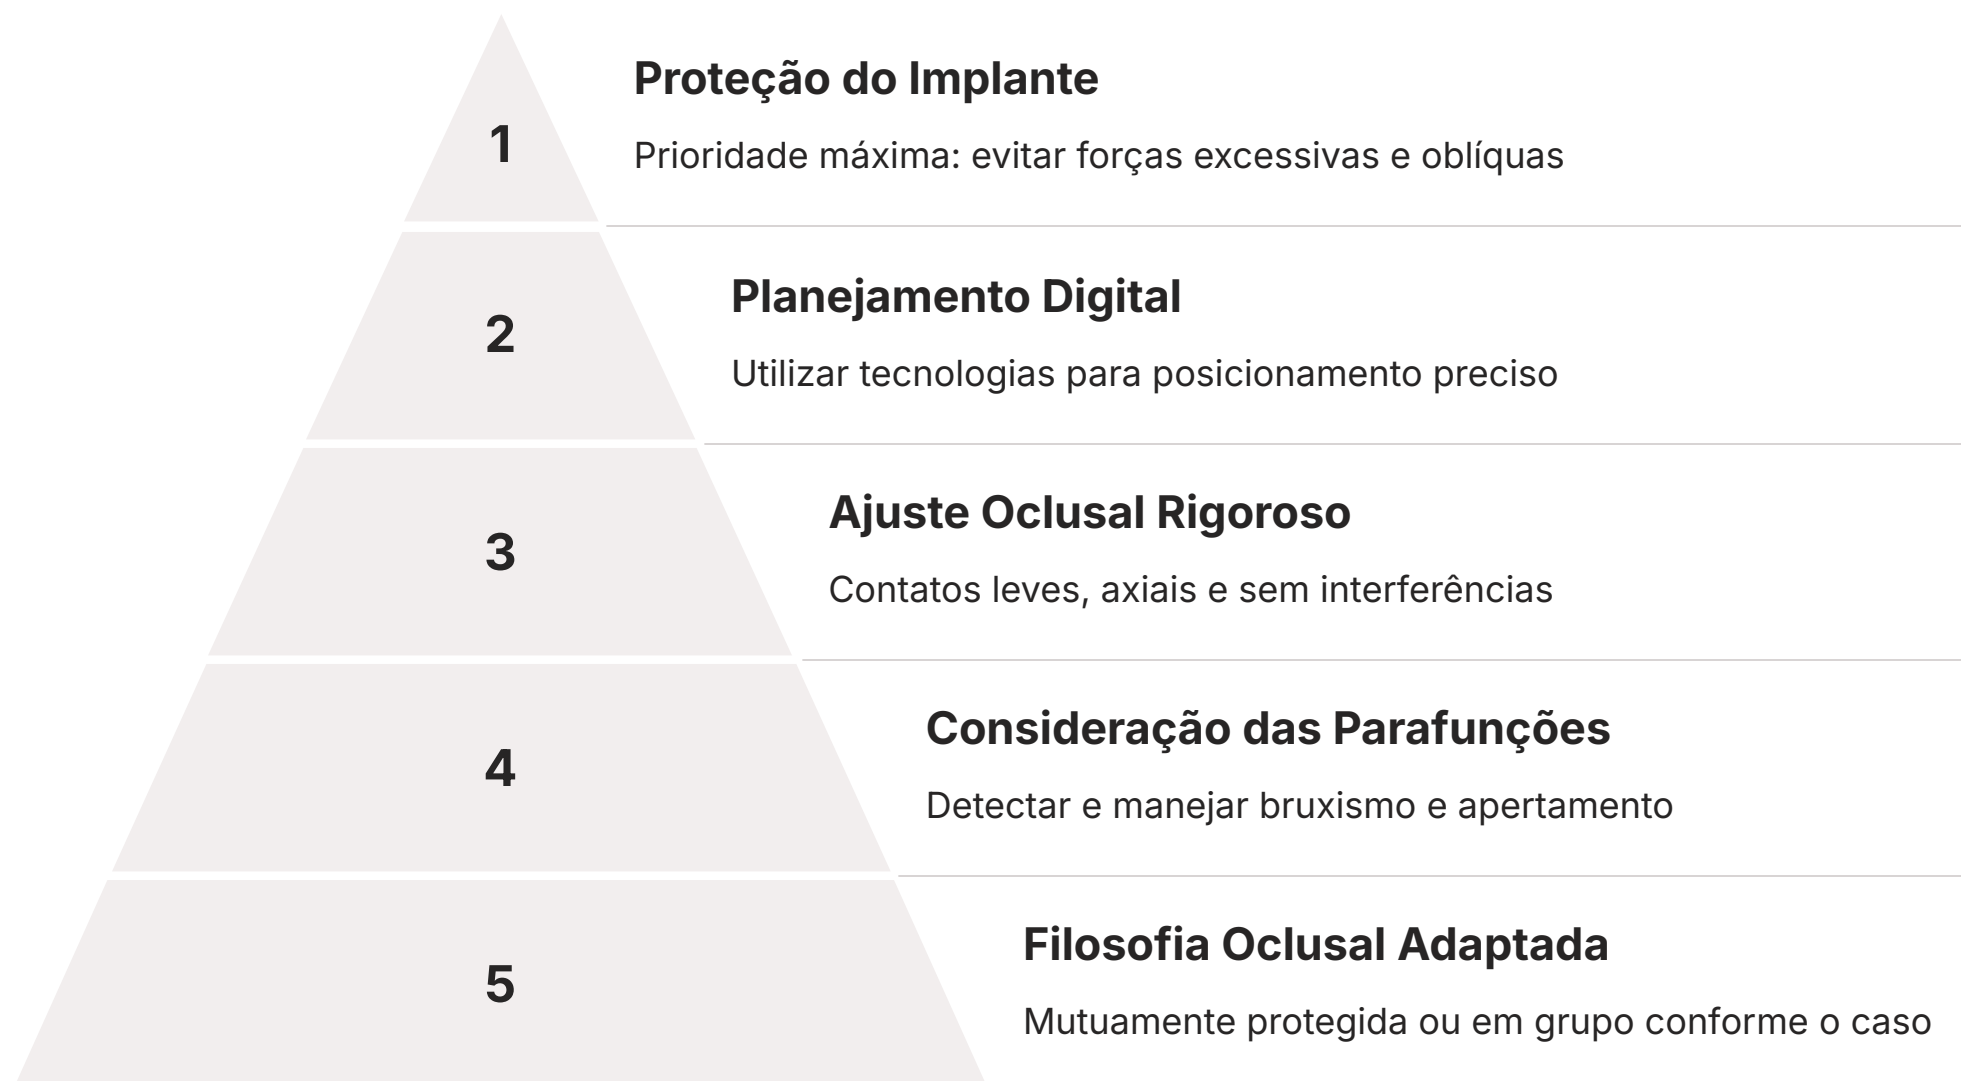 1
Proteção do Implante
Prioridade máxima: evitar forças excessivas e oblíquas
2
Planejamento Digital
Utilizar tecnologias para posicionamento preciso
3
Ajuste Oclusal Rigoroso
Contatos leves, axiais e sem interferências
4
Consideração das Parafunções
Detectar e manejar bruxismo e apertamento
5
Filosofia Oclusal Adaptada
Mutuamente protegida ou em grupo conforme o caso